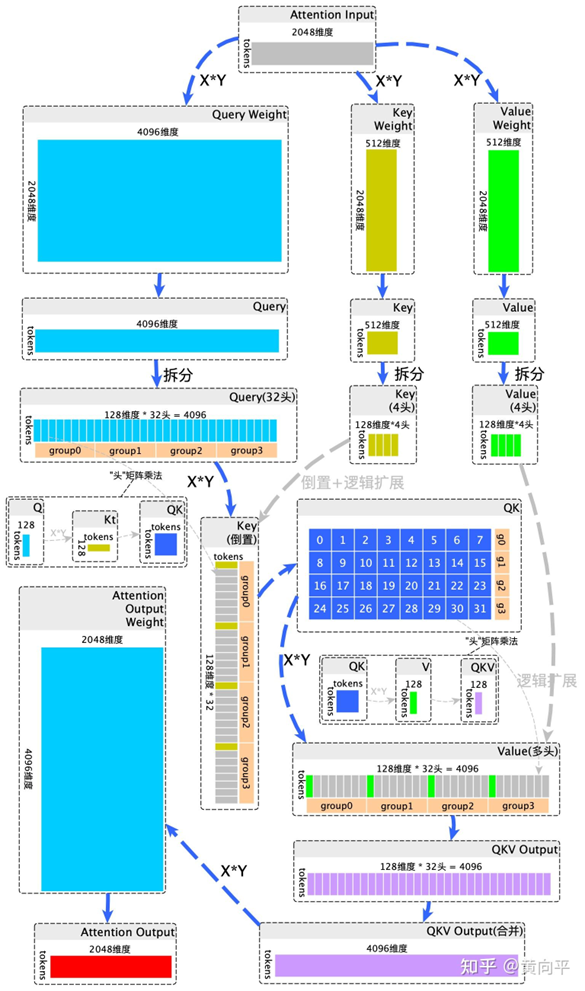 Attention Input
2048维度
tokens
X*Y
X*Y
X*Y
Query Weight
4096维度
2048维度
Key
Weight
512维度
2048维度
Value
Weight
512维度
2048维度
Query
4096维度
tokens
Key
512维度
tokens
Value
512维度
tokens
拆分
拆分
拆分
Query(32头)
128维度 * 32头 = 4096
tokens
group0
group1
group2
group3
Key
(4头)
128维度*4头
tokens
Value
(4头)
128维度*4头
tokens
"头"矩阵乘法
Q
128
tokens
X*Y
Kt
tokens
128
QK
tokens
tokens
X*Y
倒置+逻辑扩展
Key
(倒置)
tokens
128维度 * 32
group0
group1
group2
group3
QK
0 1 2 3 4 5 6 7
8 9 10 11 12 13 14 15
16 17 18 19 20 21 22 23
24 25 26 27 28 29 30 31
g0
g1
g2
g3
X*Y
"头"矩阵乘法
QK
tokens
tokens
X*Y
V
128
tokens
QKV
128
tokens
逻辑扩展
Attention
Output
Weight
2048维度
4096维度
Value(多头)
128维度 * 32头 = 4096
tokens
group0
group1
group2
group3
QKV Output
128维度 * 32头 = 4096
tokens
X*Y
QKV Output(合并)
4096维度
tokens
Attention Output
2048维度
tokens
知乎 @黄向平